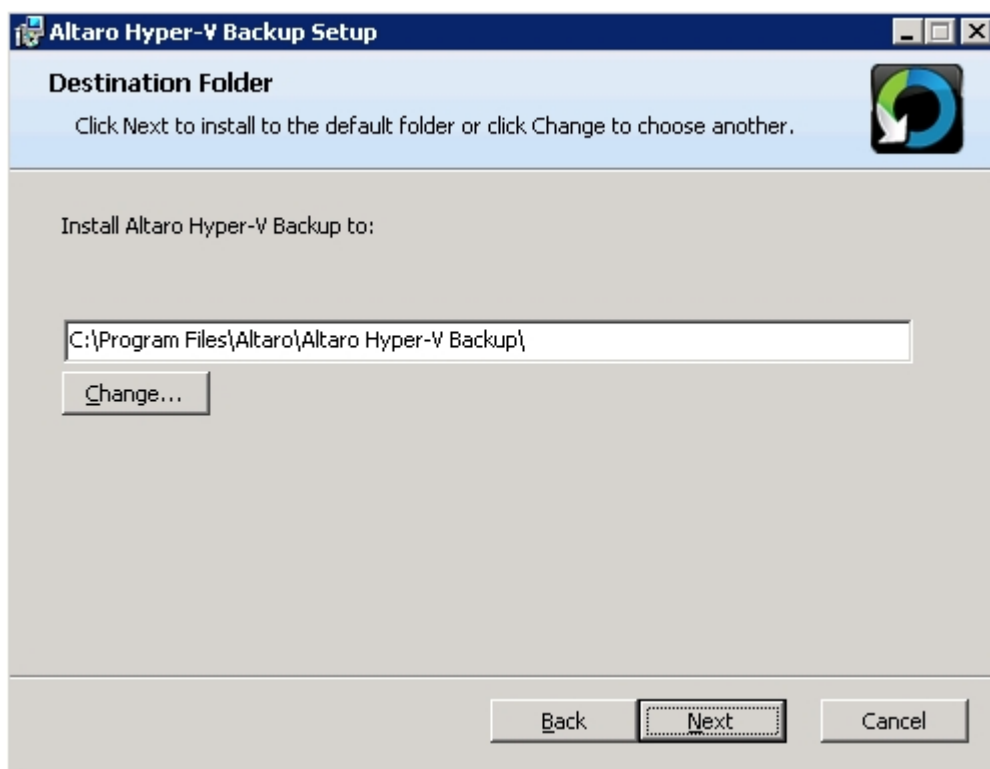 Altaro Hyper-V Backup Setup
Destination Folder
Click Next to install to the default folder or click Change to choose another.
Install Altaro Hyper-V Backup to:
C:\Program Files\Altaro\Altaro Hyper-V Backup\
Change...
Back Next Cancel